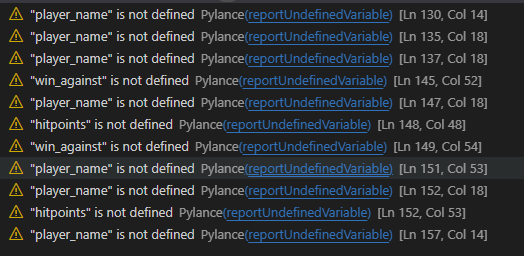 "player_name" is not defined Pylance(reportUndefinedVariable) [Ln 130, Col 14]
"player_name" is not defined Pylance(reportUndefinedVariable) [Ln 135, Col 18]
"player_name" is not defined Pylance(reportUndefinedVariable) [Ln 137, Col 18]
"win_against" is not defined Pylance(reportUndefinedVariable) [Ln 145, Col 52]
"player_name" is not defined Pylance(reportUndefinedVariable) [Ln 147, Col 18]
"hitpoints" is not defined Pylance(reportUndefinedVariable) [Ln 148, Col 48]
"win_against" is not defined Pylance(reportUndefinedVariable) [Ln 149, Col 54]
"player_name" is not defined Pylance(reportUndefinedVariable) [Ln 151, Col 53]
"player_name" is not defined Pylance(reportUndefinedVariable) [Ln 152, Col 18]
"hitpoints" is not defined Pylance(reportUndefinedVariable) [Ln 152, Col 53]
"player_name" is not defined Pylance(reportUndefinedVariable) [Ln 157, Col 14]